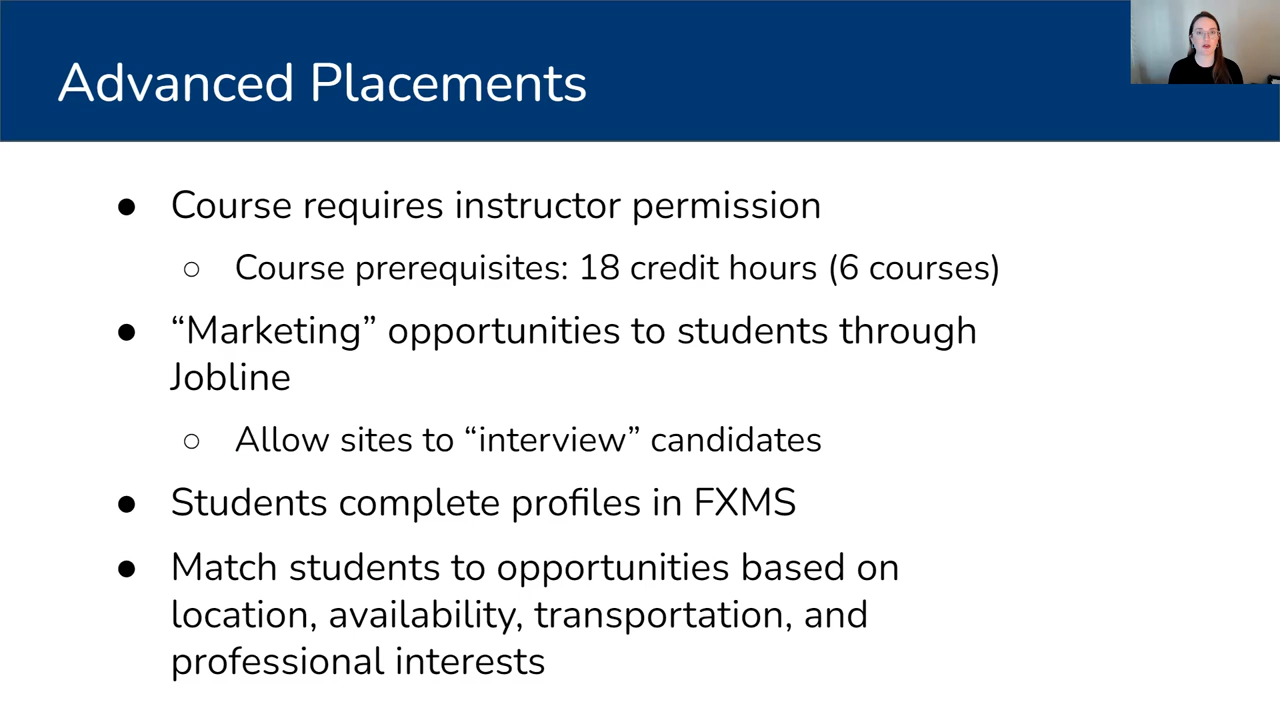 Advanced Placements
● Course requires instructor permission
○ Course prerequisites: 18 credit hours (6 courses)
● “Marketing” opportunities to students through
Jobline
○ Allow sites to “interview” candidates
● Students complete profiles in FXMS
● Match students to opportunities based on
location, availability, transportation, and
professional interests